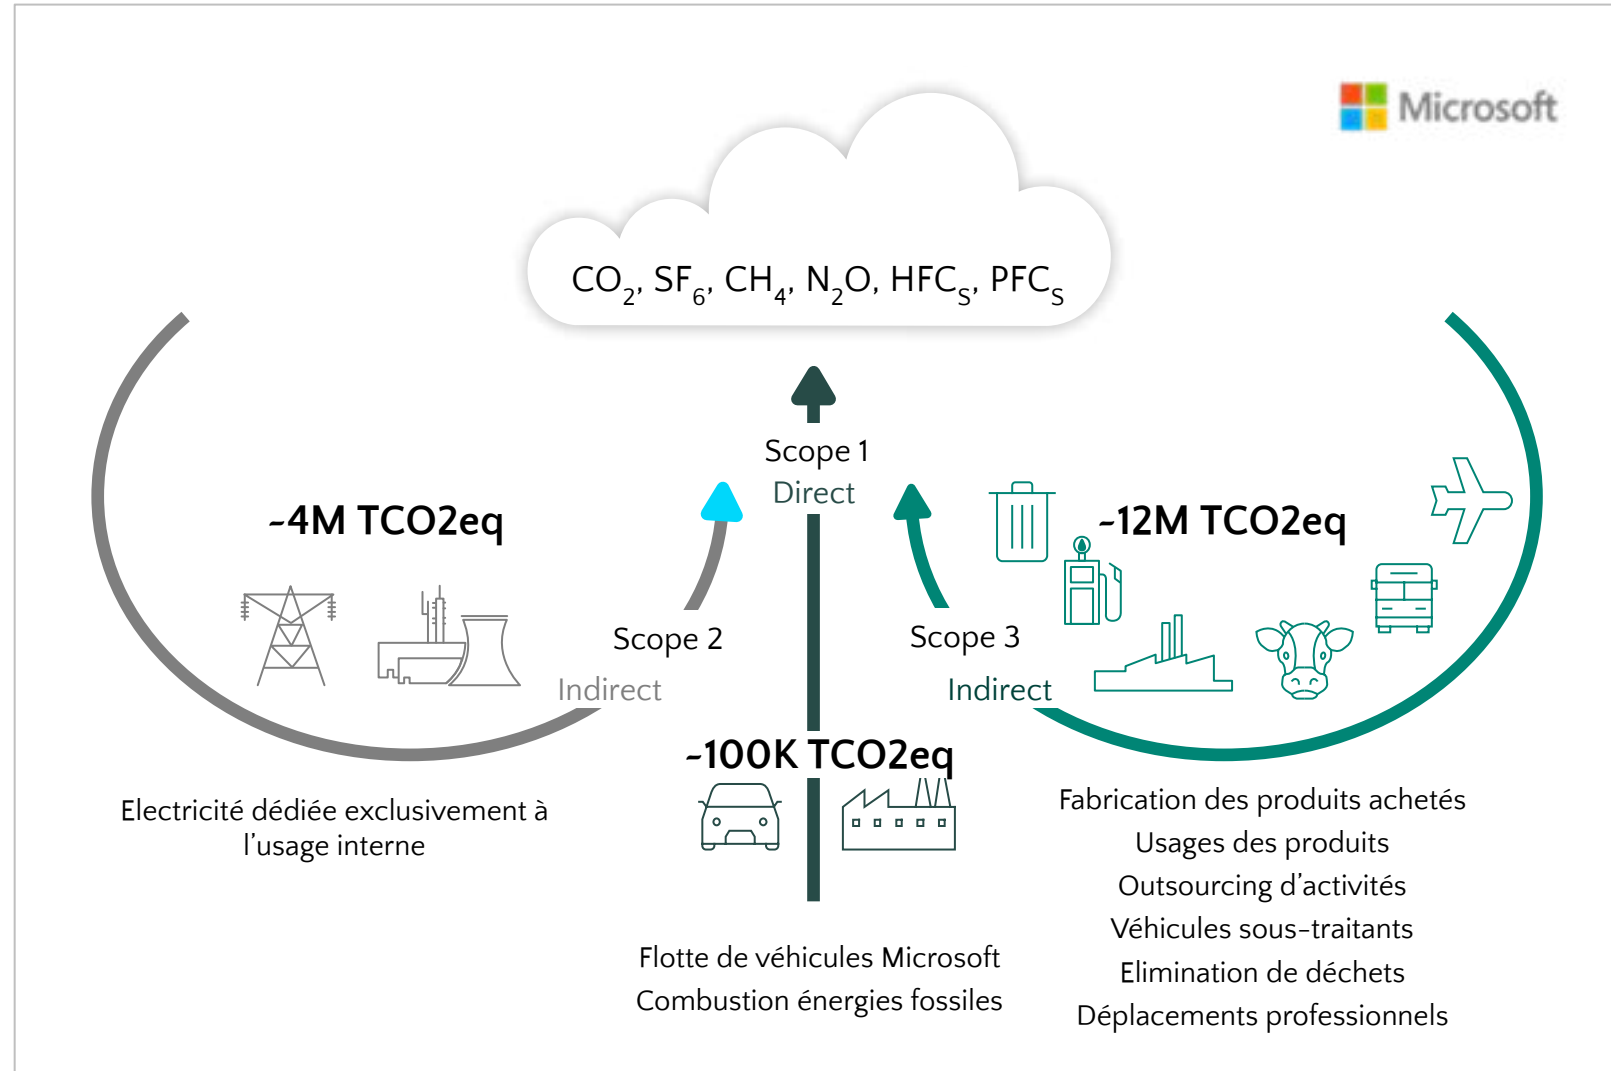 Microsoft
CO₂, SF₆, CH₄, N₂O, HFCₛ, PFCₛ
Scope 1
Direct
~4M TCO2eq
~12M TCO2eq
Scope 2
Indirect
Scope 3
Indirect
~100K TCO2eq
Electricité dédiée exclusivement à
l’usage interne
Flotte de véhicules Microsoft
Combustion énergies fossiles
Fabrication des produits achetés
Usages des produits
Outsourcing d’activités
Véhicules sous-traitants
Elimination de déchets
Déplacements professionnels